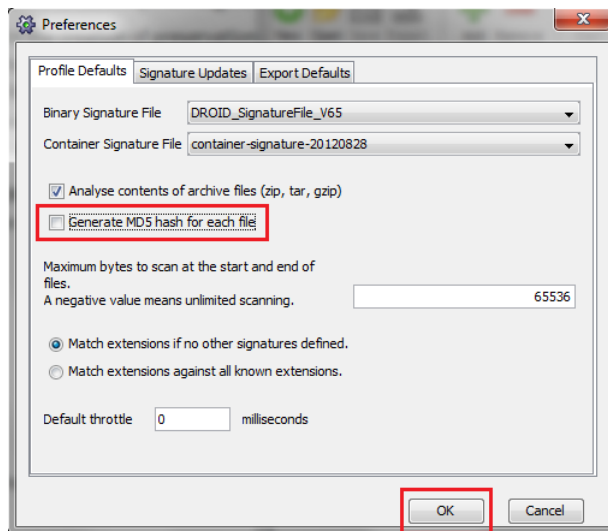 Preferences
Profile Defaults Signature Updates Export Defaults
Binary Signature File DROID_SignatureFile_V65
Container Signature File container-signature-20120828
Analyse contents of archive files (zip, tar, gzip)
Generate MD5 hash for each file
Maximum bytes to scan at the start and end of
files.
A negative value means unlimited scanning. 65536
Match extensions if no other signatures defined.
Match extensions against all known extensions.
Default throttle 0 milliseconds
OK Cancel